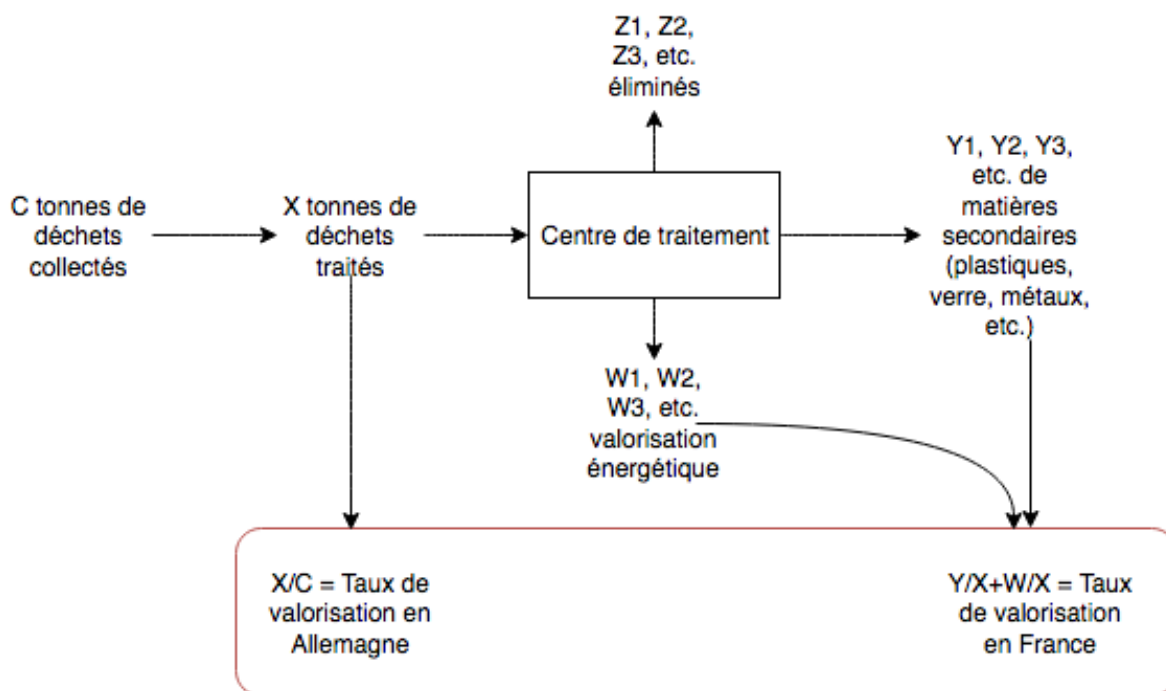 Z1, Z2,
Z3, etc.
éliminés
C tonnes de
déchets
collectés
X tonnes de
déchets
traités
Centre de traitement
Y1, Y2, Y3,
etc. de
matières
secondaires
(plastiques,
verre, métaux,
etc.)
W1, W2,
W3, etc.
valorisation
énergétique
X/C = Taux de
valorisation en
Allemagne
Y/X+W/X = Taux
de valorisation
en France